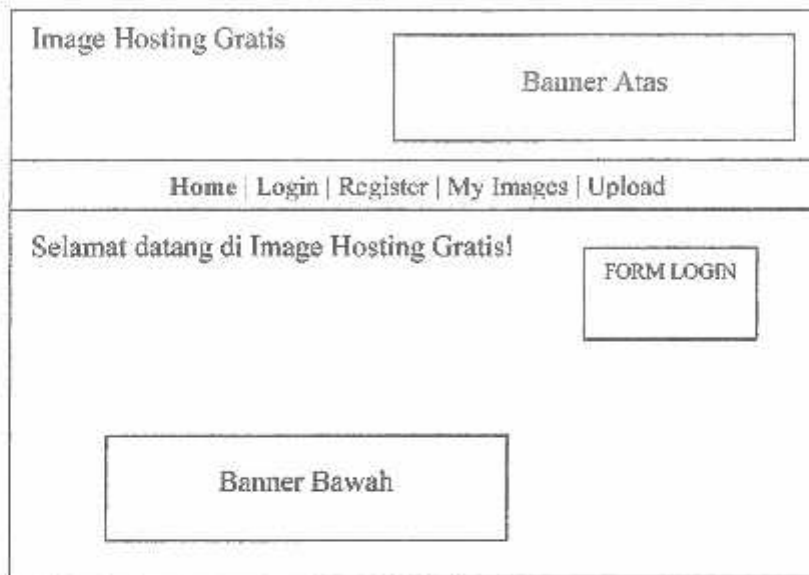 Image Hosting Gratis
Banner Atas
Home | Login | Register | My Images | Upload
Selamat datang di Image Hosting Gratis!
FORM LOGIN
Banner Bawah